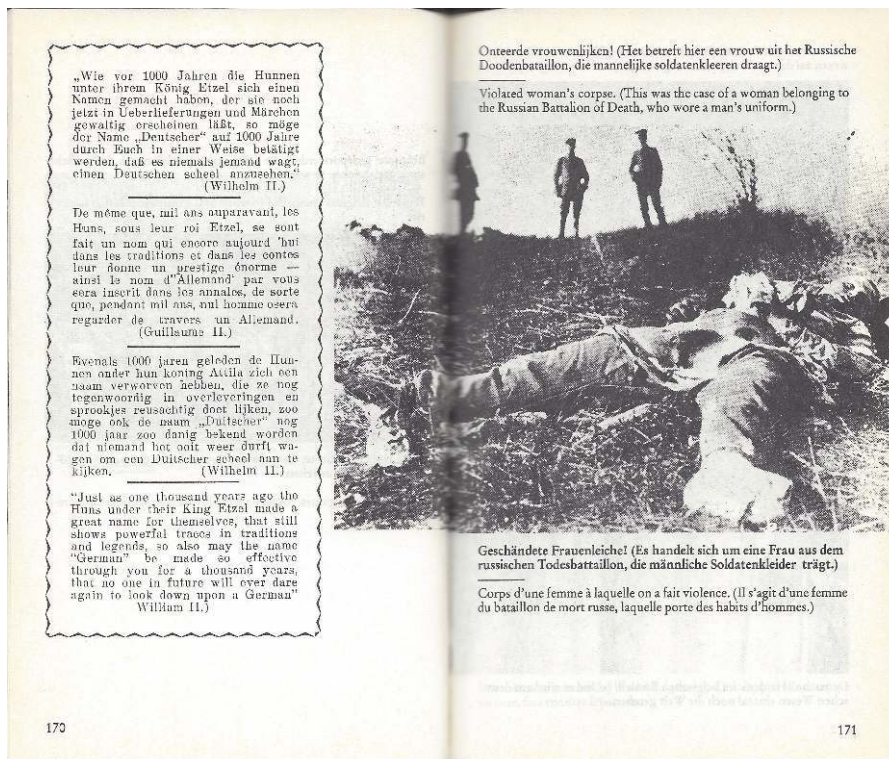 „Wie vor 1000 Jahren die Hunnen
unter ihrem König Etzel sich einen
Namen gemacht haben, der sie noch
jetzt in Ueberlieferungen und Märchen
gewaltig erscheinen läßt, so möge
der Name „Deutscher“ auf 1000 Jahre
durch Euch in einer Weise betätigt
werden, daß es niemals jemand wagt,
einen Deutschen scheel anzusehen.“
(Wilhelm II.)
De même que, mil ans auparavant, les
Huns, sous leur roi Etzel, se sont
fait un nom qui encore aujourd 'hui
dans les traditions et dans les contes
leur donne un prestige énorme —
ainsi le nom d'‘Allemand‘ par vous
sera inscrit dans les annales, de sorte
que, pendant mil ans, nul homme osera
regarder de travers un Allemand.
(Guillaume II.)
Evenals 1000 jaren geleden de Hun-
nen onder hun koning Attila zich een
naam verworven hebben, die ze nog
tegenwoordig in overleveringen en
sprookjes reusachtig doet lijken, zoo
moge ook de naam „Duitscher“ nog
1000 jaar zoo danig bekend worden
dat niemand het ooit weer durft wa-
gen om een Duitscher scheel aan te
kijken. (Wilhelm II.)
“Just as one thousand years ago the
Huns under their King Etzel made a
great name for themselves, that still
shows powerful traces in traditions
and legends, so also may the name
“German” be made so effective
through you for a thousand years,
that no one in future will ever dare
again to look down upon a German”
William II.)
170
Onteerde vrouwenlijken! (Het betreft hier een vrouw uit het Russische
Doodenbataillon, die mannelijke soldatenkleeren draagt.)
Violated woman's corpse. (This was the case of a woman belonging to
the Russian Battalion of Death, who wore a man's uniform.)
Geschändete Frauenleiche! (Es handelt sich um eine Frau aus dem
russischen Todesbattaillon, die männliche Soldatenkleider trägt.)
Corps d'une femme à laquelle on a fait violence. (Il s'agit d'une femme
du bataillon de mort russe, laquelle porte des habits d'hommes.)
171